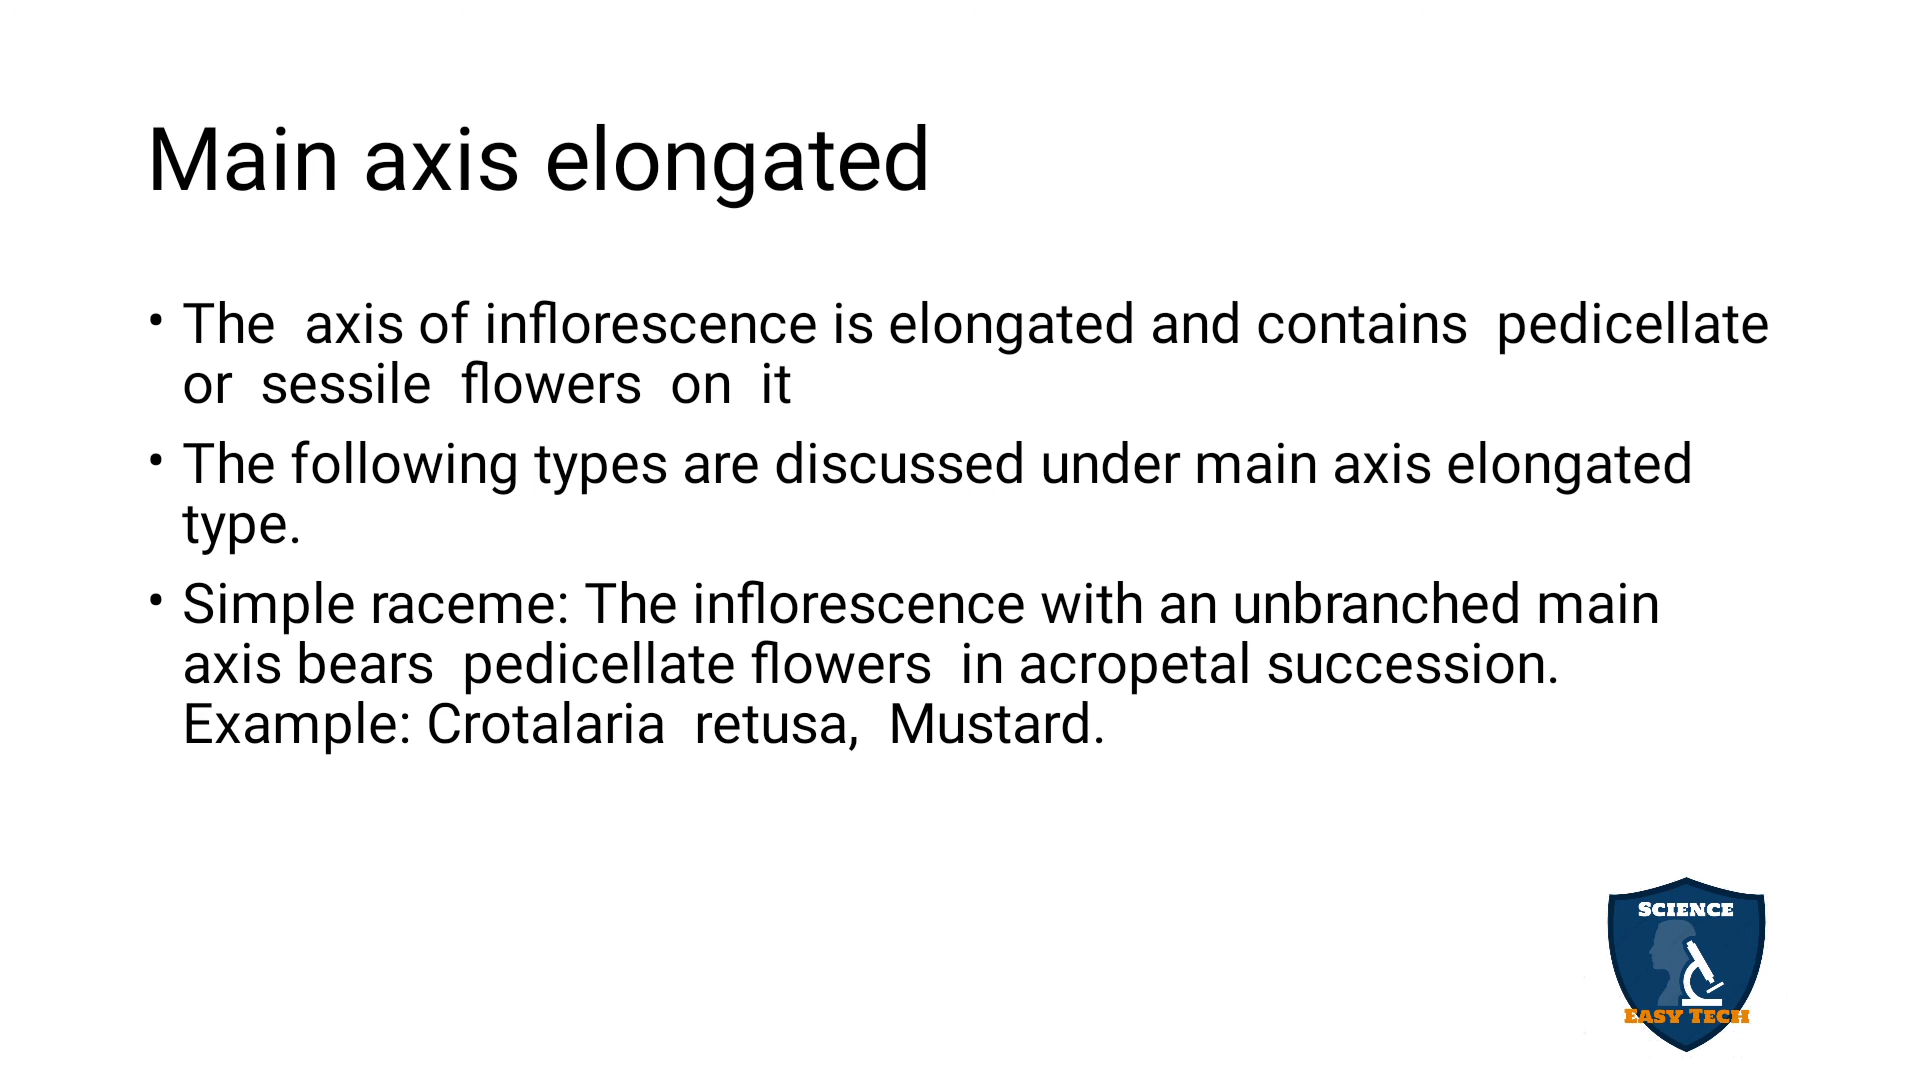 Main axis elongated
• The axis of inflorescence is elongated and contains pedicellate
or sessile flowers on it
• The following types are discussed under main axis elongated
type.
• Simple raceme: The inflorescence with an unbranched main
axis bears pedicellate flowers in acropetal succession.
Example: Crotalaria retusa, Mustard.
SCIENCE
EASY TECH